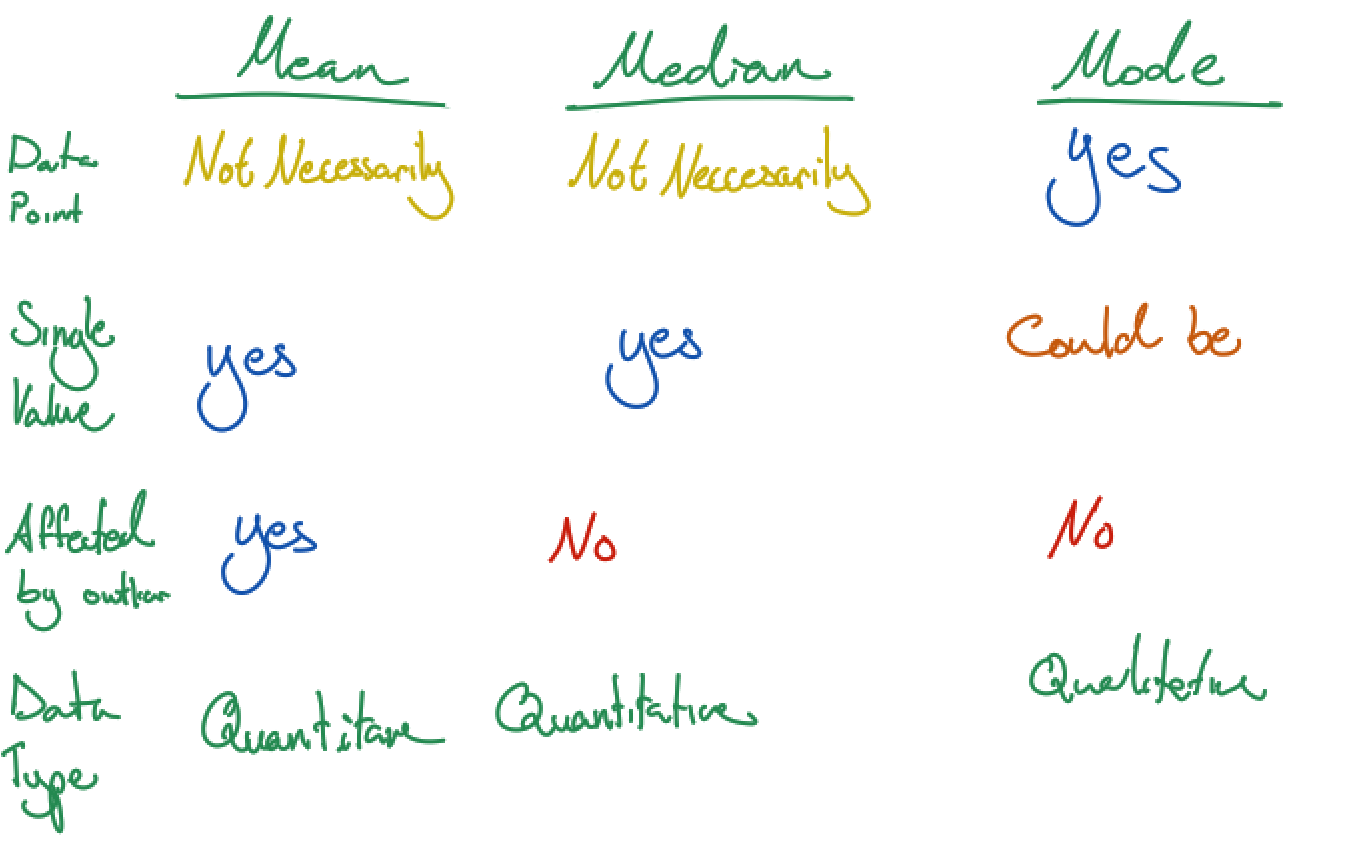 Mean Median Mode
Data Point Not Necessarily Not Neccesarily yes
Single Value yes yes Could be
Affected by outlier yes No No
Data Type Quantitative Quantitative Qualitative